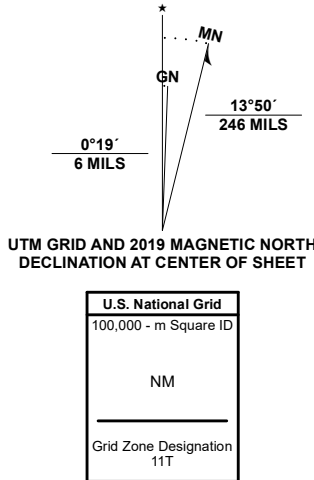 ★
MN
GN
13°50´
246 MILS
0°19´
6 MILS
UTM GRID AND 2019 MAGNETIC NORTH
DECLINATION AT CENTER OF SHEET
U.S. National Grid
100,000 - m Square ID
NM
Grid Zone Designation
11T